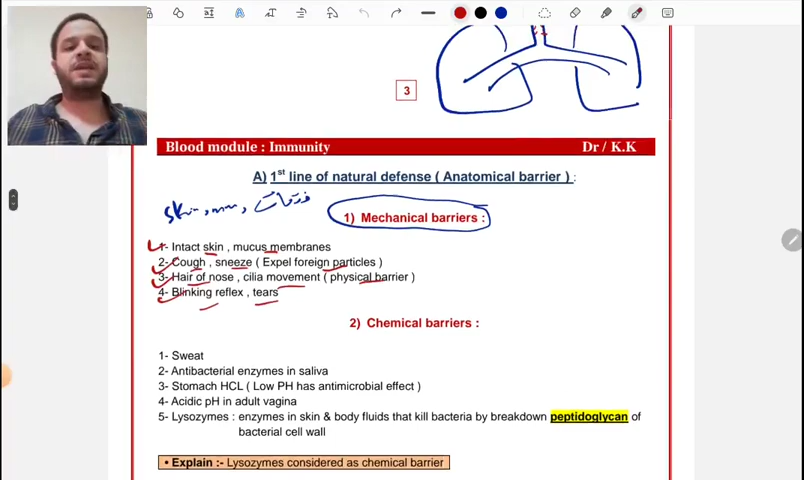 3
Blood module : Immunity Dr / K.K
A) 1st line of natural defense ( Anatomical barrier ) :
skin , mm ,
1) Mechanical barriers :
1- Intact skin , mucus membranes
2- Cough , sneeze ( Expel foreign particles )
3- Hair of nose , cilia movement ( physical barrier )
4- Blinking reflex , tears
2) Chemical barriers :
1- Sweat
2- Antibacterial enzymes in saliva
3- Stomach HCL ( Low PH has antimicrobial effect )
4- Acidic pH in adult vagina
5- Lysozymes : enzymes in skin & body fluids that kill bacteria by breakdown peptidoglycan of
bacterial cell wall
• Explain :- Lysozymes considered as chemical barrier